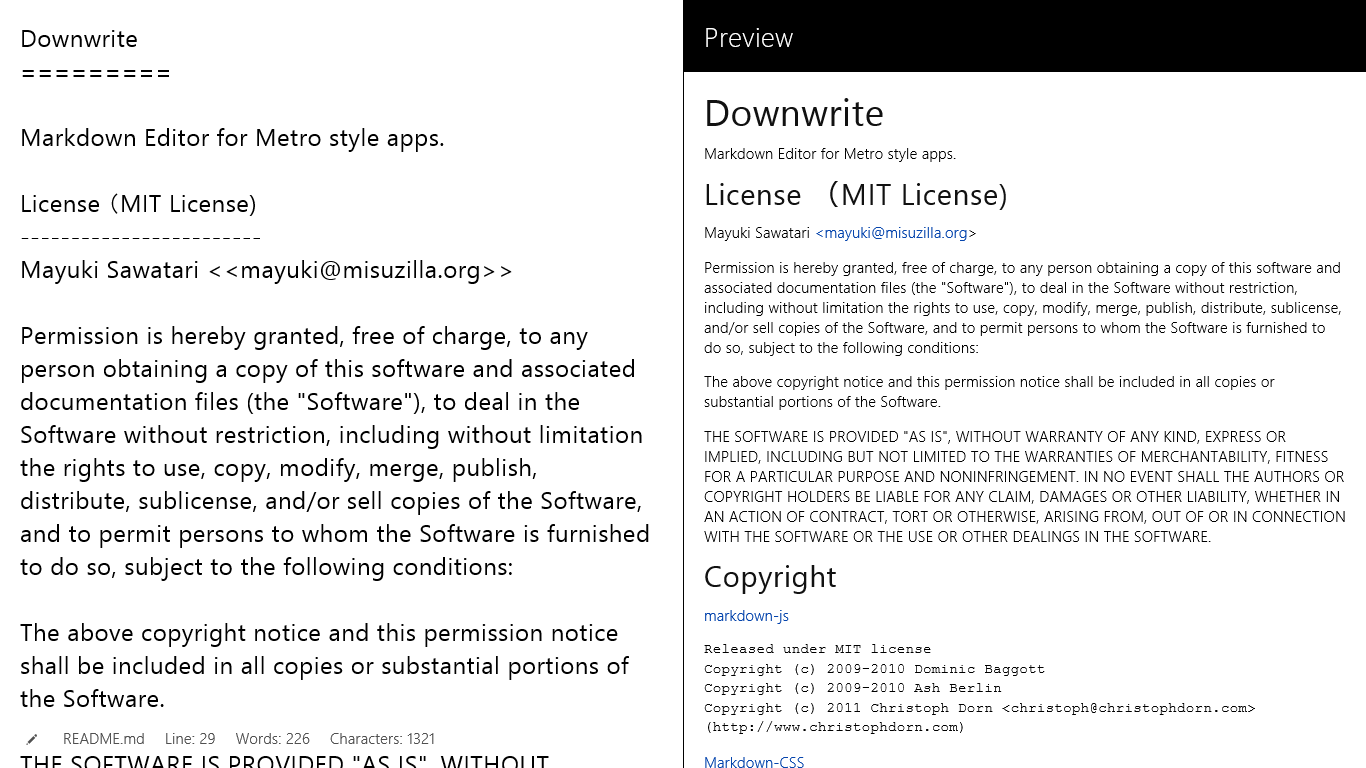 Downwrite
=========
Markdown Editor for Metro style apps.
License（MIT License)
------------------------
Mayuki Sawatari <<mayuki@misuzilla.org>>
Permission is hereby granted, free of charge, to any
person obtaining a copy of this software and associated
documentation files (the "Software"), to deal in the
Software without restriction, including without limitation
the rights to use, copy, modify, merge, publish,
distribute, sublicense, and/or sell copies of the Software,
and to permit persons to whom the Software is furnished
to do so, subject to the following conditions:
The above copyright notice and this permission notice
shall be included in all copies or substantial portions of
the Software.
README.md Line: 29 Words: 226 Characters: 1321
THE SOFTWARE IS PROVIDED "AS IS", WITHOUT
Preview
Downwrite
Markdown Editor for Metro style apps.
License （MIT License)
Mayuki Sawatari <mayuki@misuzilla.org>
Permission is hereby granted, free of charge, to any person obtaining a copy of this software and
associated documentation files (the "Software"), to deal in the Software without restriction,
including without limitation the rights to use, copy, modify, merge, publish, distribute, sublicense,
and/or sell copies of the Software, and to permit persons to whom the Software is furnished to
do so, subject to the following conditions:
The above copyright notice and this permission notice shall be included in all copies or
substantial portions of the Software.
THE SOFTWARE IS PROVIDED "AS IS", WITHOUT WARRANTY OF ANY KIND, EXPRESS OR
IMPLIED, INCLUDING BUT NOT LIMITED TO THE WARRANTIES OF MERCHANTABILITY, FITNESS
FOR A PARTICULAR PURPOSE AND NONINFRINGEMENT. IN NO EVENT SHALL THE AUTHORS OR
COPYRIGHT HOLDERS BE LIABLE FOR ANY CLAIM, DAMAGES OR OTHER LIABILITY, WHETHER IN
AN ACTION OF CONTRACT, TORT OR OTHERWISE, ARISING FROM, OUT OF OR IN CONNECTION
WITH THE SOFTWARE OR THE USE OR OTHER DEALINGS IN THE SOFTWARE.
Copyright
markdown-js
Released under MIT license
Copyright (c) 2009-2010 Dominic Baggott
Copyright (c) 2009-2010 Ash Berlin
Copyright (c) 2011 Christoph Dorn <christoph@christophdorn.com>
(http://www.christophdorn.com)
Markdown-CSS